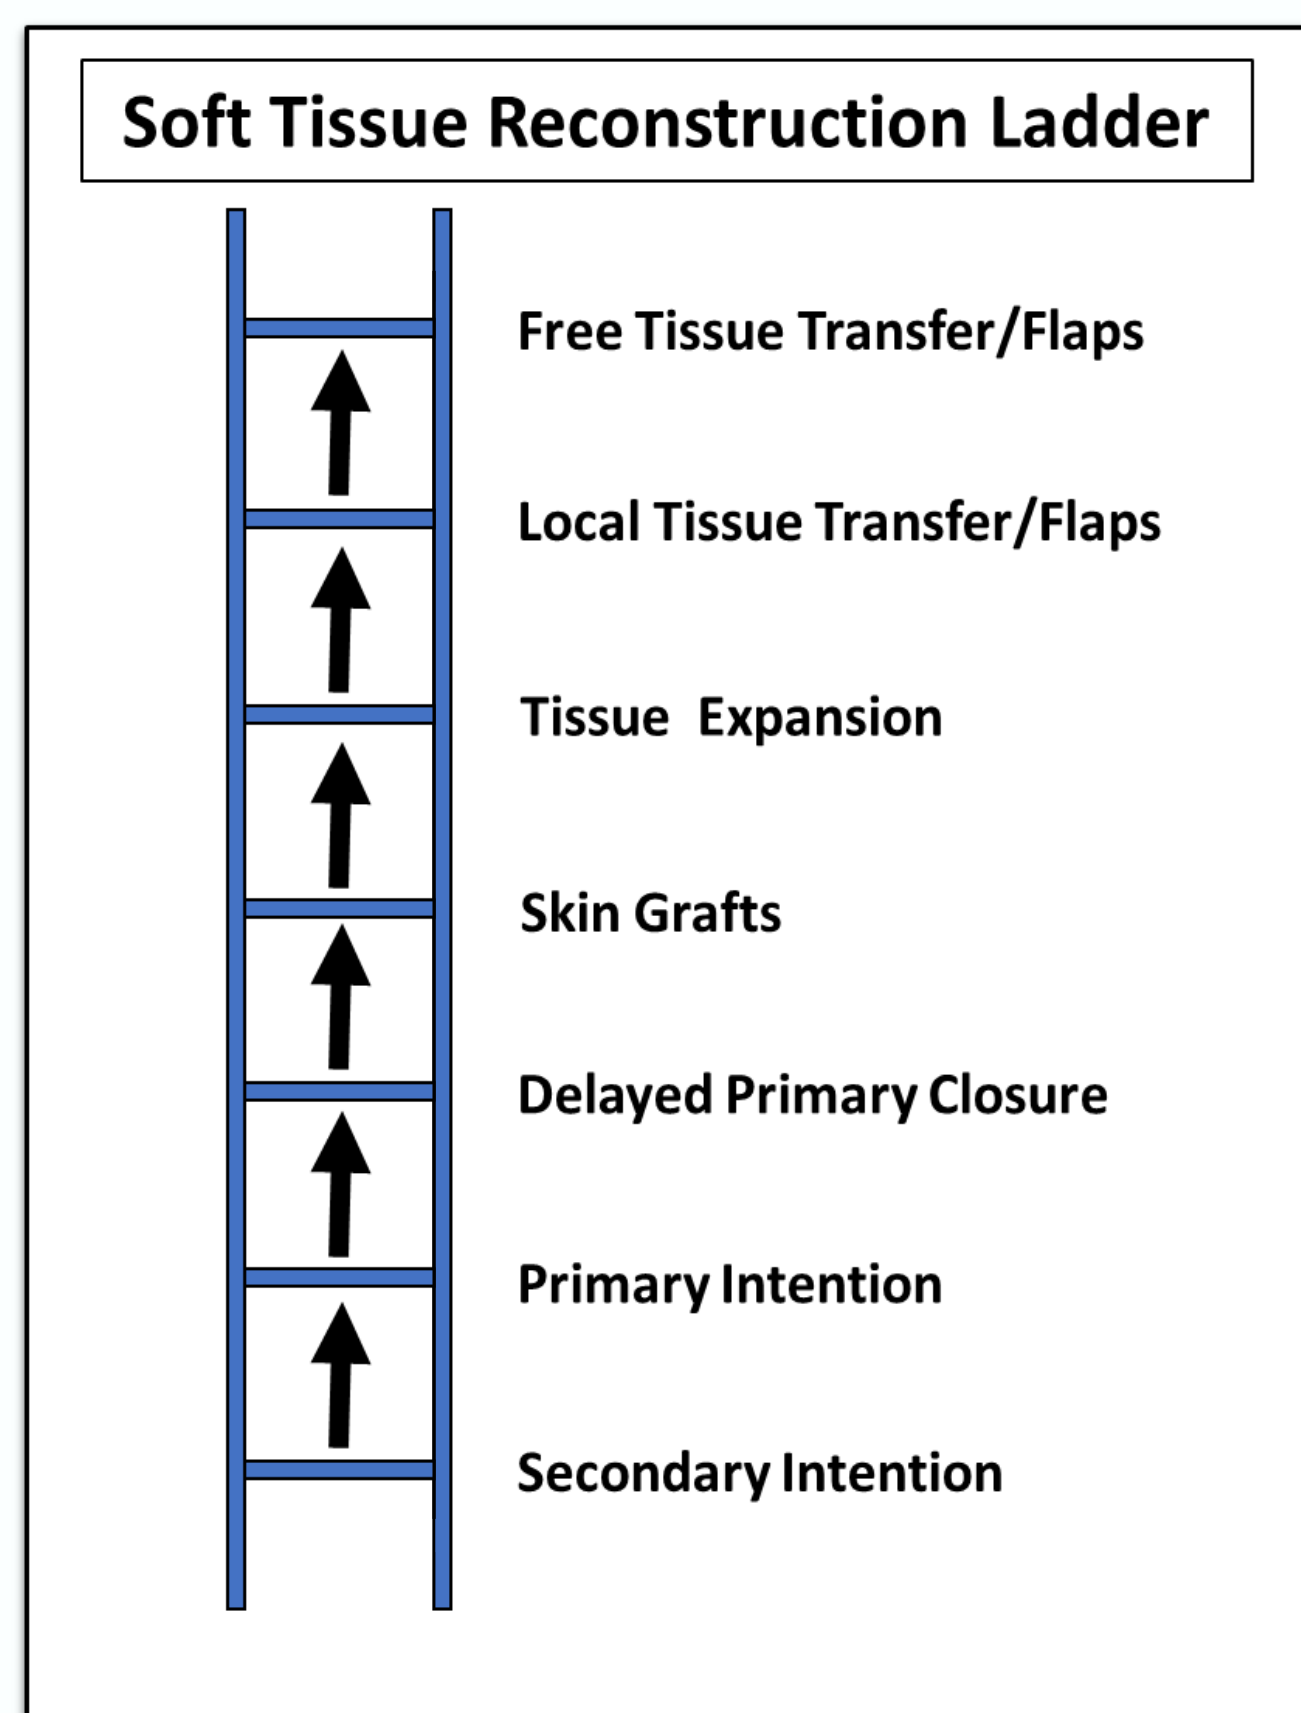 Soft Tissue Reconstruction Ladder
Free Tissue Transfer/Flaps
Local Tissue Transfer/Flaps
Tissue Expansion
Skin Grafts
Delayed Primary Closure
Primary Intention
Secondary Intention